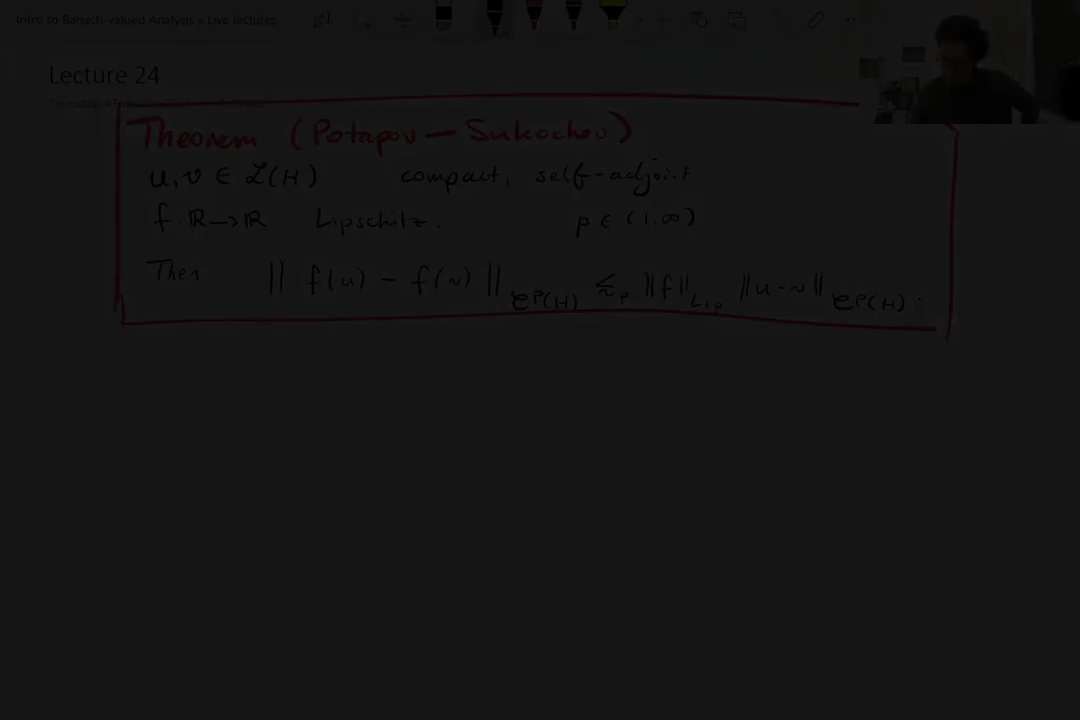 Intro to Banach-valued Analysis » Live lectures
Lecture 24
Theorem (Potapov — Sukochev)
u, v ∈ ℒ(H) compact, self-adjoint
f : ℝ → ℝ Lipschitz. p ∈ (1,∞)
Then ‖ f(u) − f(v) ‖_{𝒞^p(H)} ≲_p ‖f‖_{Lip} ‖u−v‖_{𝒞^p(H)}.